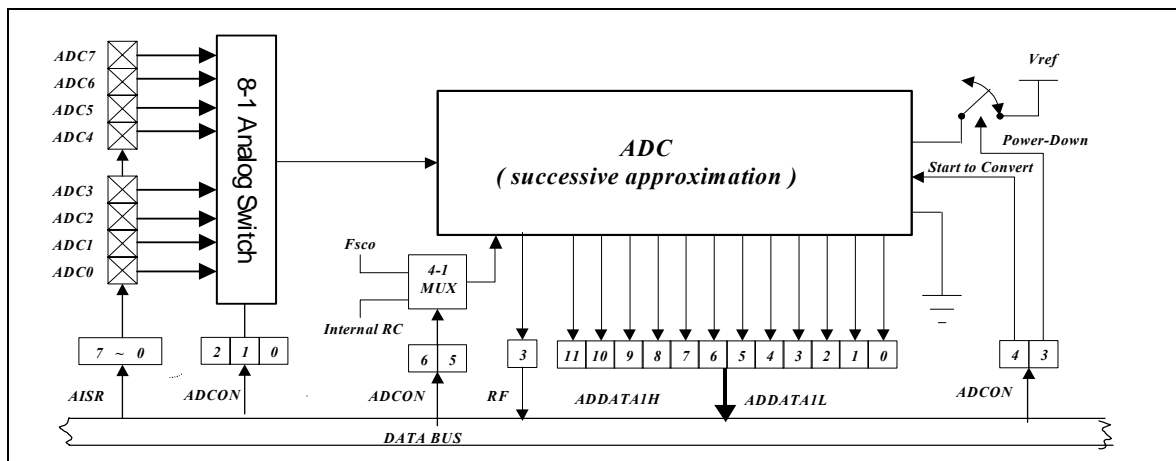 ADC7
ADC6
ADC5
ADC4
ADC3
ADC2
ADC1
ADC0
8-1 Analog Switch
ADC
( successive approximation )
Vref
Power-Down
Start to Convert
Fsco
4-1
MUX
Internal RC
7 ~ 0
2 1 0
6 5
3
11 10 9 8 7 6 5 4 3 2 1 0
4 3
AISR
ADCON
ADCON
RF
ADDATA1H
ADDATA1L
ADCON
DATA BUS